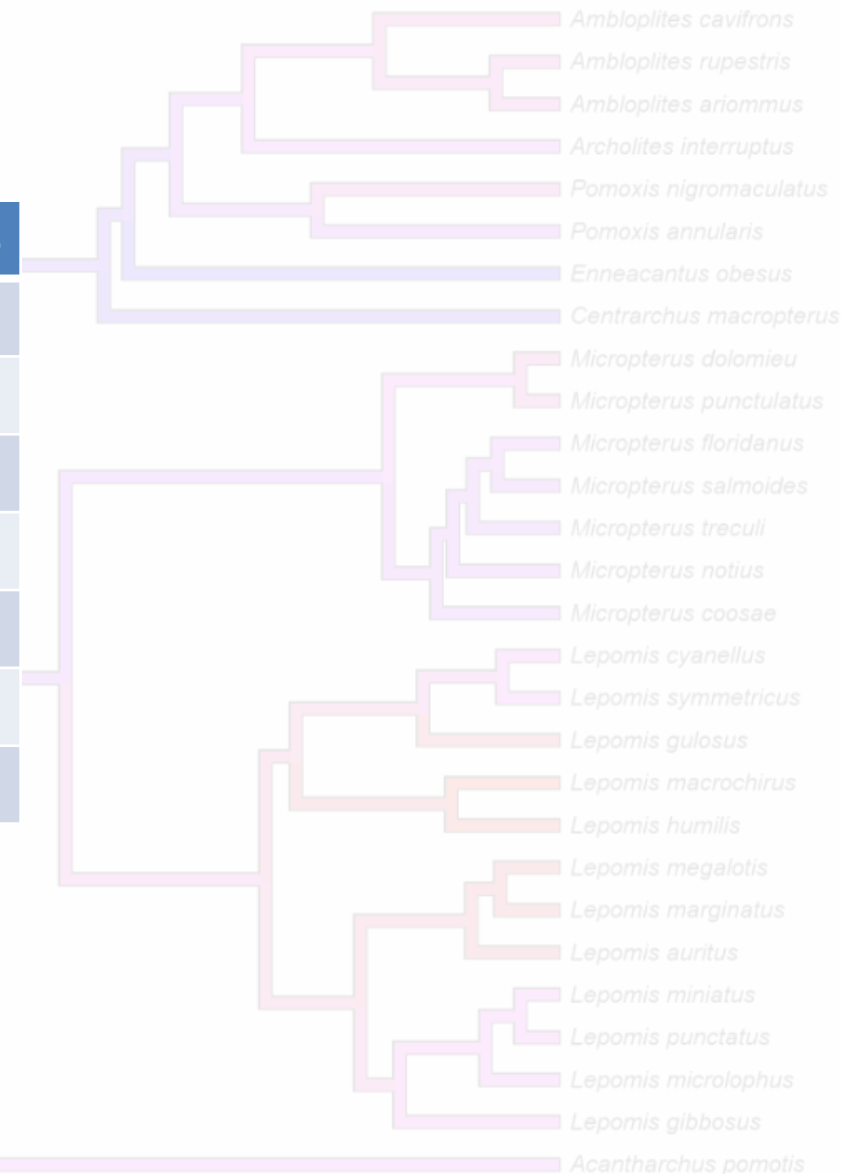 Ambloplites cavifrons
Ambloplites rupestris
Ambloplites ariommus
Archolites interruptus
Pomoxis nigromaculatus
Pomoxis annularis
Enneacantus obesus
Centrarchus macropterus
Micropterus dolomieu
Micropterus punctulatus
Micropterus floridanus
Micropterus salmoides
Micropterus treculi
Micropterus notius
Micropterus coosae
Lepomis cyanellus
Lepomis symmetricus
Lepomis gulosus
Lepomis macrochirus
Lepomis humilis
Lepomis megalotis
Lepomis marginatus
Lepomis auritus
Lepomis miniatus
Lepomis punctatus
Lepomis microlophus
Lepomis gibbosus
Acantharchus pomotis